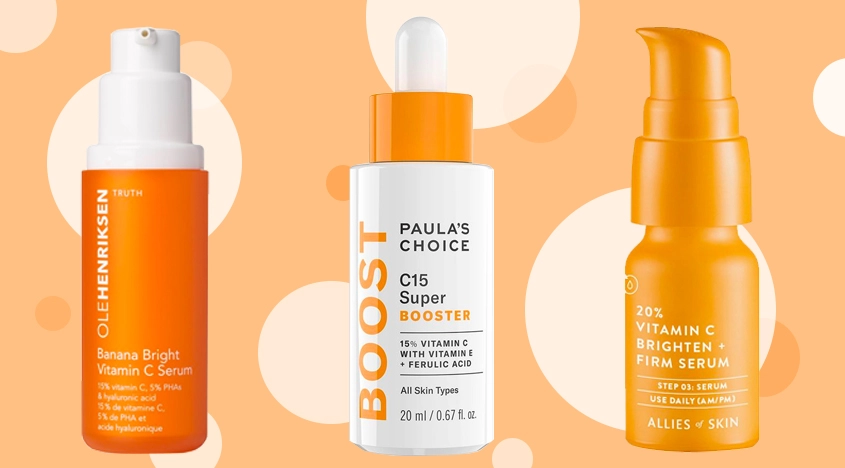 OLEHENRIKSEN
TRUTH
Banana Bright
Vitamin C Serum
15% vitamin C, 5% PHAs
& hyaluronic acid
15 % de vitamine C,
5% de PHA et
acide hyaluronique
BOOST
PAULA'S
CHOICE
C15
Super
BOOSTER
15% VITAMIN C
WITH VITAMIN E
+ FERULIC ACID
All Skin Types
20 ml / 0.67 fl. oz.
20%
VITAMIN C
BRIGHTEN +
FIRM SERUM
STEP 03: SERUM
USE DAILY (AM/PM)
ALLIES of SKIN